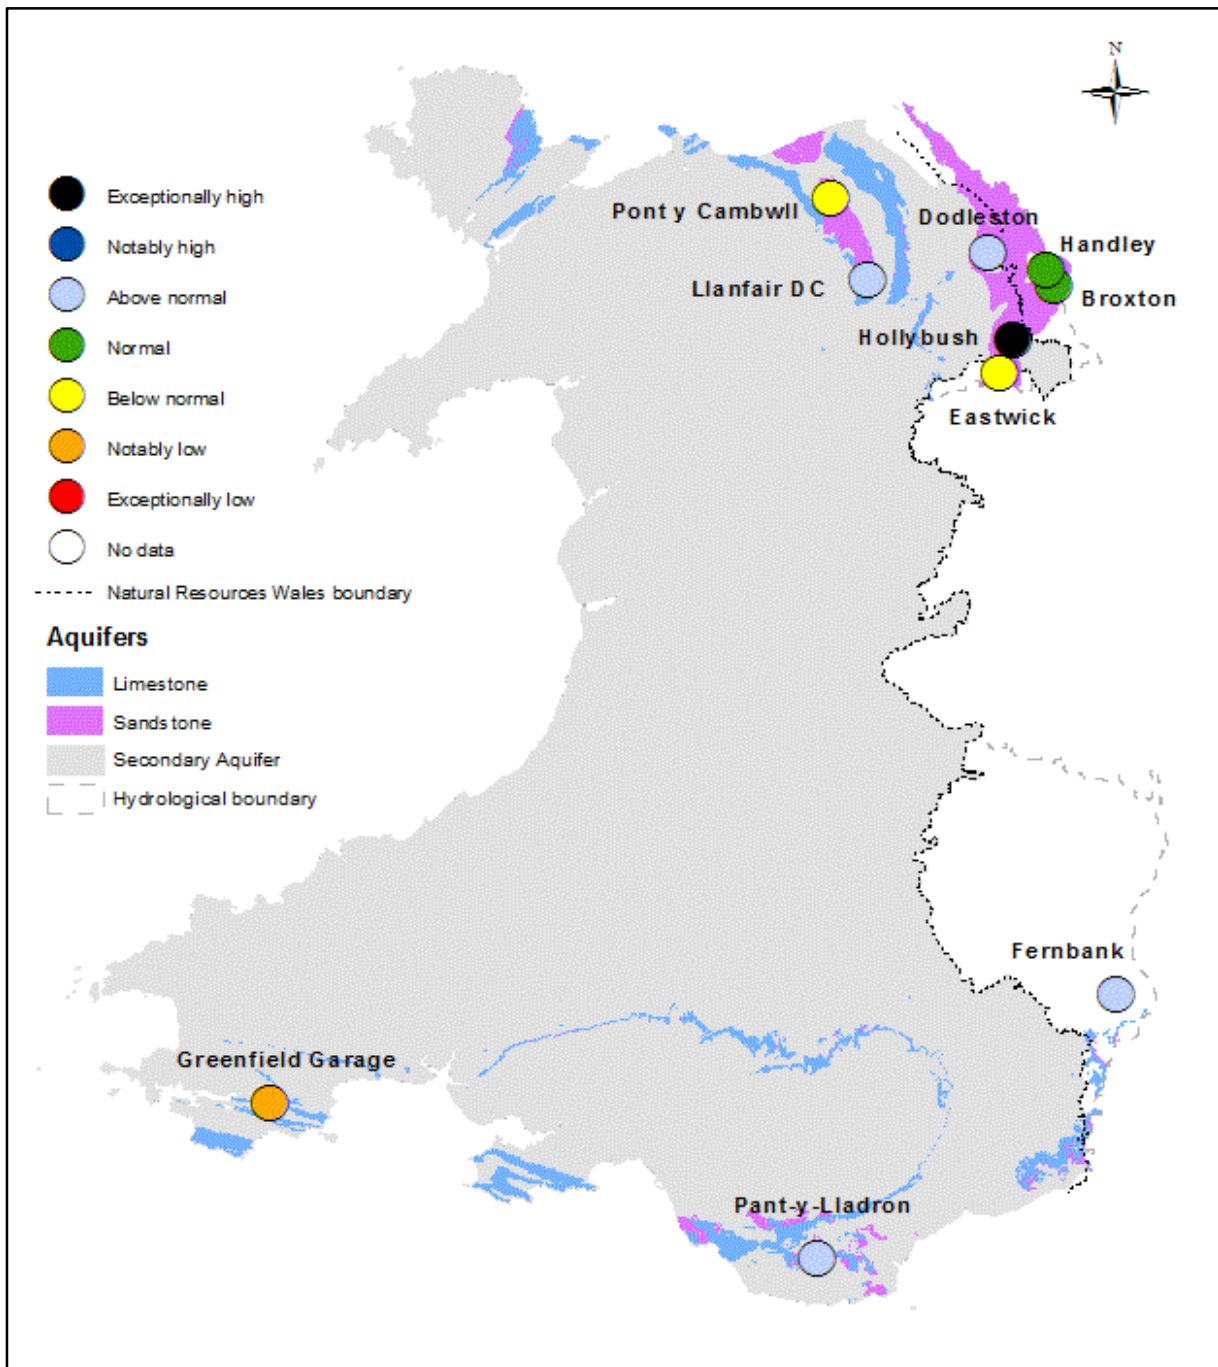 N
Exceptionally high
Notably high
Above normal
Normal
Below normal
Notably low
Exceptionally low
No data
Natural Resources Wales boundary
Aquifers
Limestone
Sandstone
Secondary Aquifer
Hydrological boundary
Pont y Cambwll
Dodleston
Handley
Llanfair DC
Broxton
Hollybush
Eastwick
Fernbank
Greenfield Garage
Pant-y-Lladron